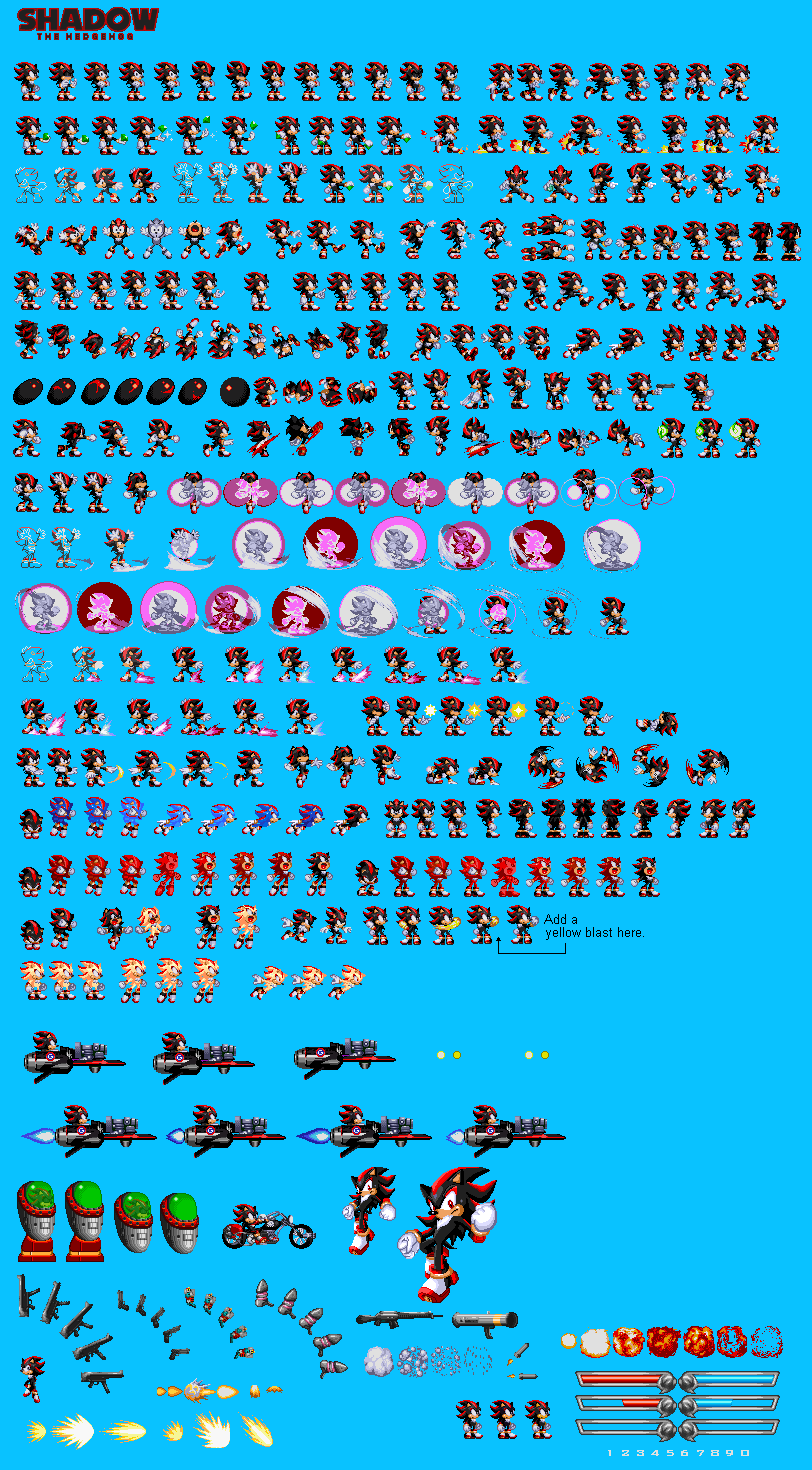 SHADOW
THE HEDGEHOG
Add a
yellow blast here.
G G
G G G G
1 2 3 4 5 6 7 8 9 0